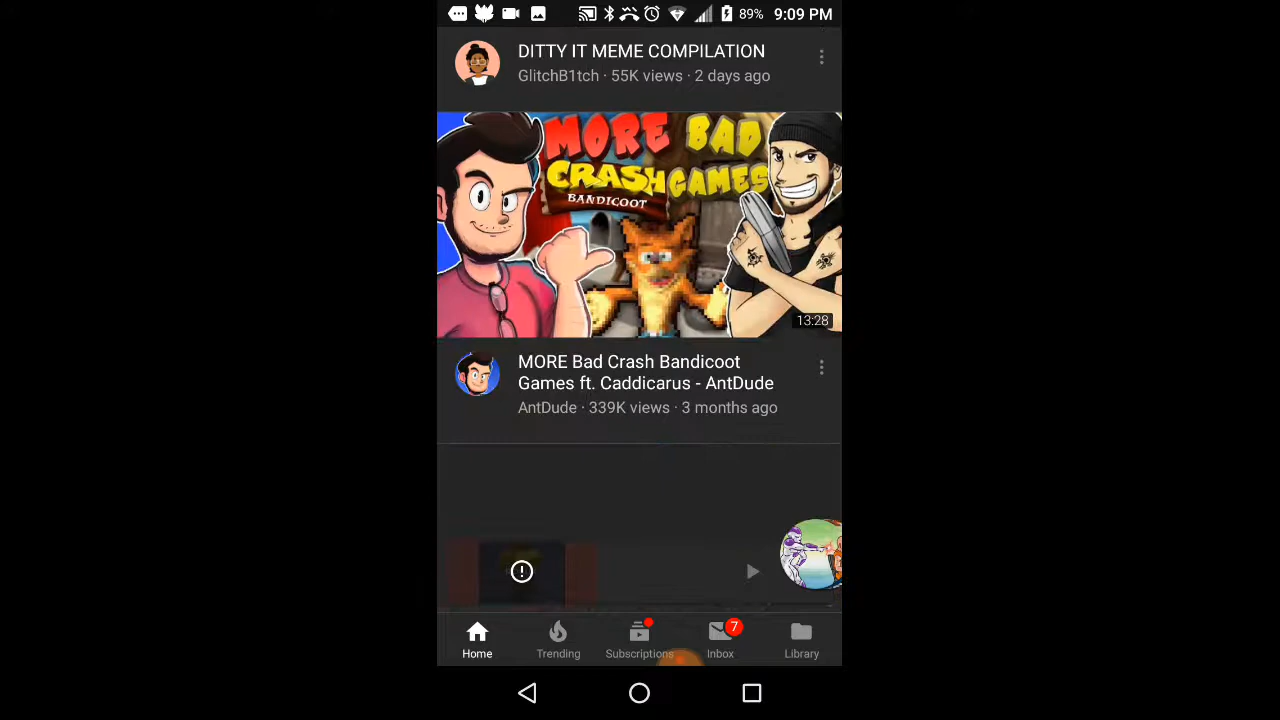 89% 9:09 PM
DITTY IT MEME COMPILATION
GlitchB1tch · 55K views · 2 days ago
MORE BAD
CRASH GAMES
BANDICOOT
13:28
MORE Bad Crash Bandicoot
Games ft. Caddicarus - AntDude
AntDude · 339K views · 3 months ago
7
Home Trending Subscriptions Inbox Library